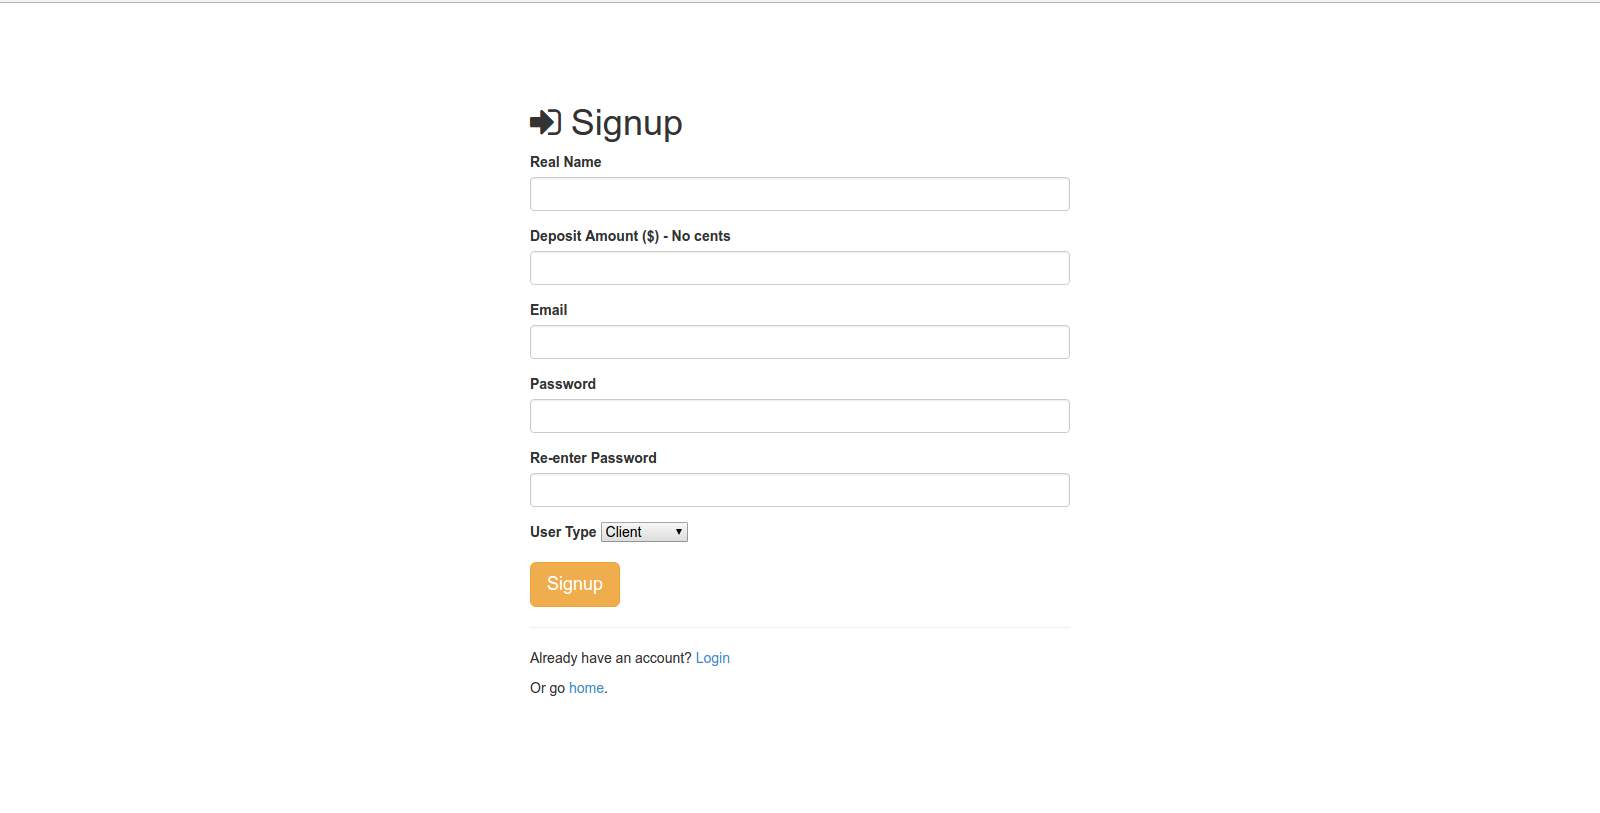 Signup
Real Name
Deposit Amount ($) - No cents
Email
Password
Re-enter Password
User Type Client
Signup
Already have an account? Login
Or go home.